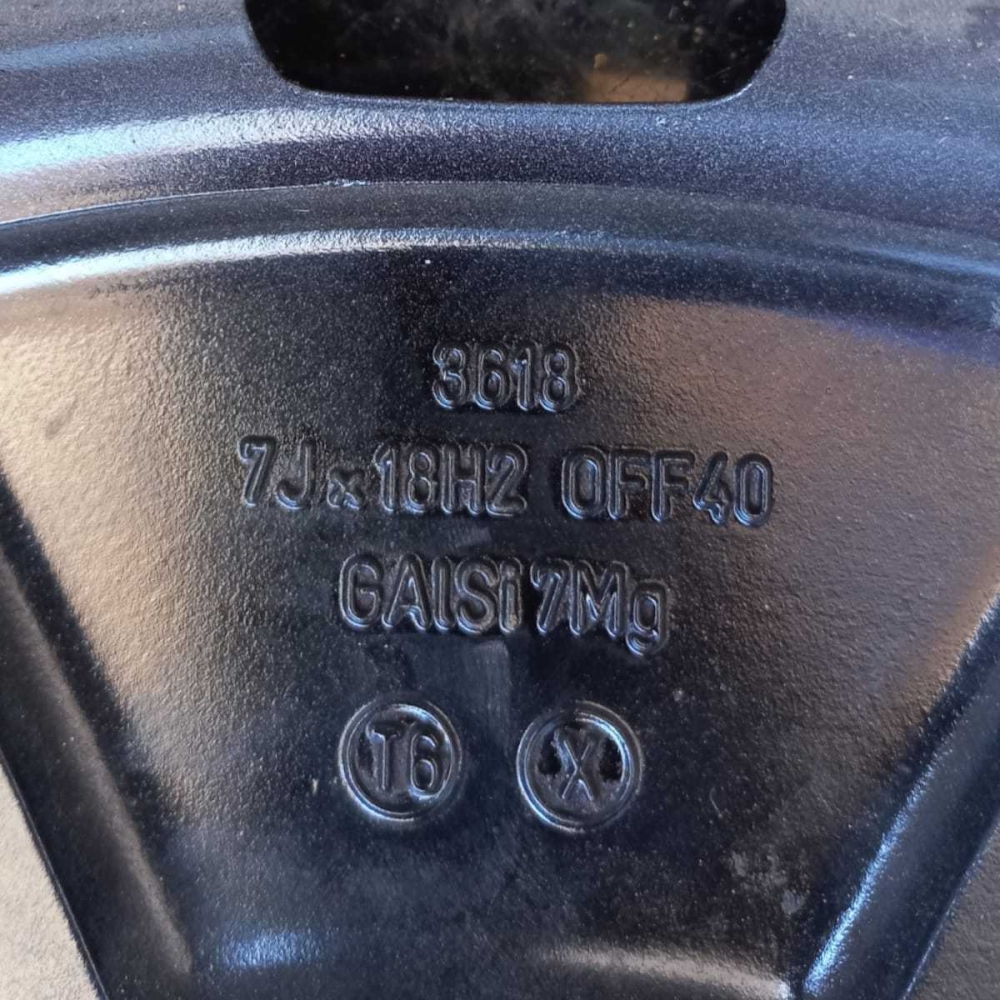 3618
7J x 18H2 OFF40
GAlSi7Mg
T6 X